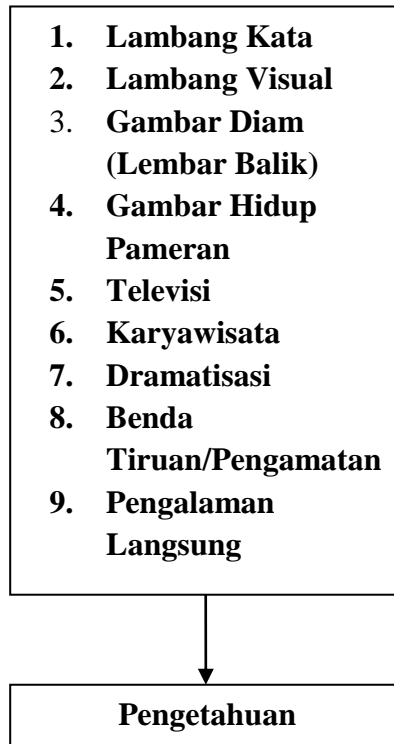 1. Lambang Kata
2. Lambang Visual
3. Gambar Diam
(Lembar Balik)
4. Gambar Hidup
Pameran
5. Televisi
6. Karyawisata
7. Dramatisasi
8. Benda
Tiruan/Pengamatan
9. Pengalaman
Langsung
Pengetahuan